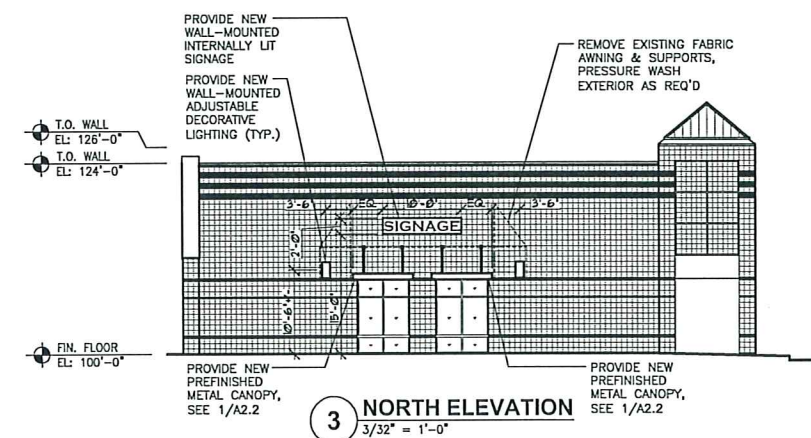 PROVIDE NEW
WALL-MOUNTED
INTERNALLY LIT
SIGNAGE
PROVIDE NEW
WALL-MOUNTED
ADJUSTABLE
DECORATIVE
LIGHTING (TYP.)
REMOVE EXISTING FABRIC
AWNING & SUPPORTS,
PRESSURE WASH
EXTERIOR AS REQ'D
T.O. WALL
EL: 126'-0"
T.O. WALL
EL: 124'-0"
3'-6" EQ 10'-0" EQ 3'-6"
SIGNAGE
2'-0"
15'-0"
FIN. FLOOR
EL: 100'-0"
PROVIDE NEW
PREFINISHED
METAL CANOPY,
SEE 1/A2.2
PROVIDE NEW
PREFINISHED
METAL CANOPY,
SEE 1/A2.2
3 NORTH ELEVATION
3/32" = 1'-0"